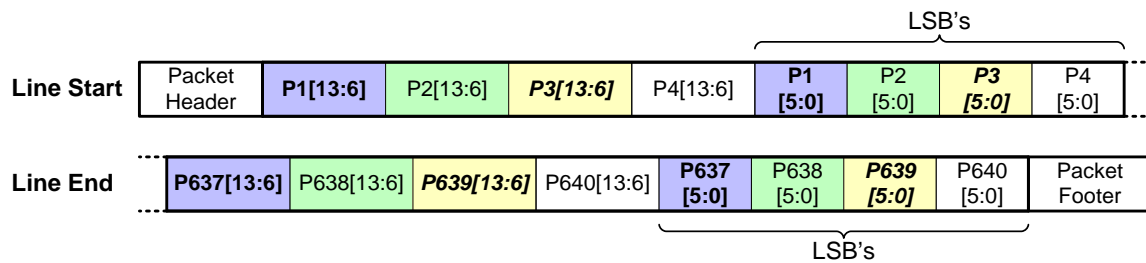 LSB's
Line Start
Packet
Header
P1[13:6]
P2[13:6]
P3[13:6]
P4[13:6]
P1
[5:0]
P2
[5:0]
P3
[5:0]
P4
[5:0]
Line End
P637[13:6]
P638[13:6]
P639[13:6]
P640[13:6]
P637
[5:0]
P638
[5:0]
P639
[5:0]
P640
[5:0]
Packet
Footer
LSB's